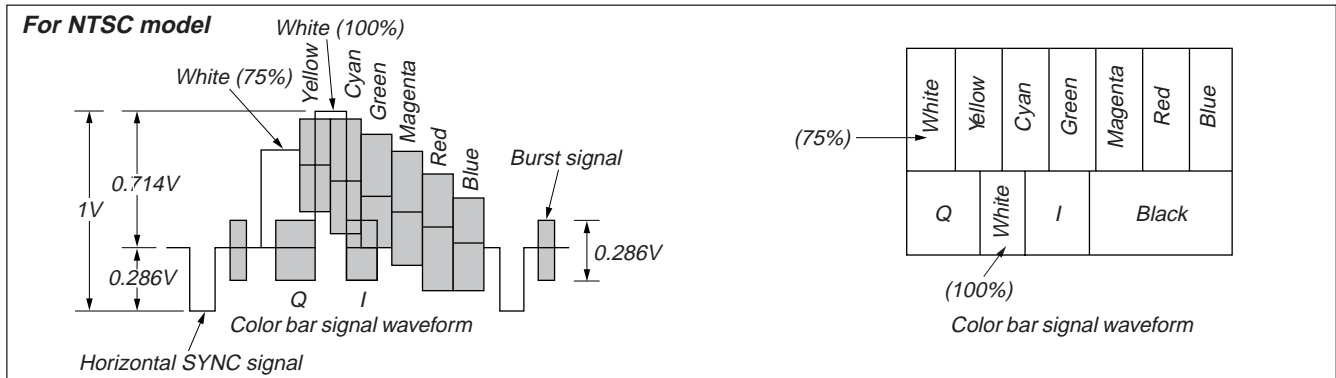 For NTSC model
White (100%)
White (75%)
Yellow
Cyan
Green
Magenta
Red
Blue
Burst signal
1V
0.714V
0.286V
0.286V
Q
I
Color bar signal waveform
Horizontal SYNC signal
(75%)
White
Yellow
Cyan
Green
Magenta
Red
Blue
Q
White
I
Black
(100%)
Color bar signal waveform